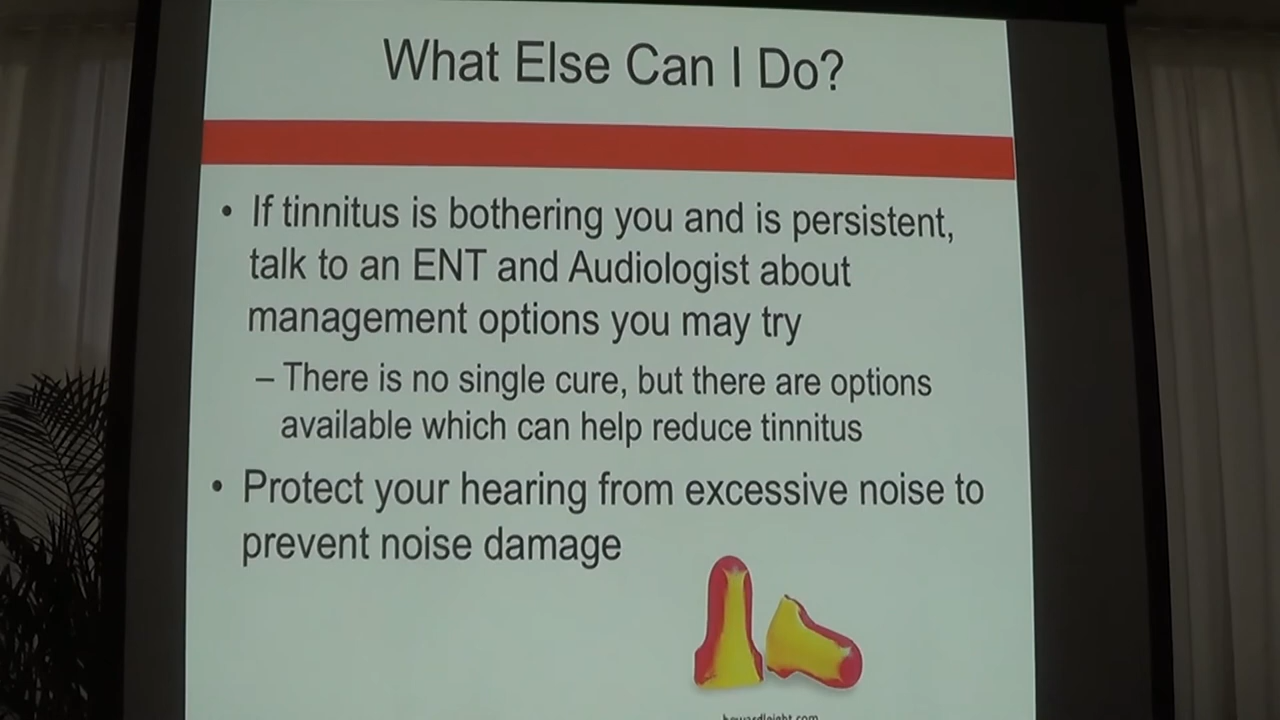 What Else Can I Do?
• If tinnitus is bothering you and is persistent,
talk to an ENT and Audiologist about
management options you may try
– There is no single cure, but there are options
available which can help reduce tinnitus
• Protect your hearing from excessive noise to
prevent noise damage